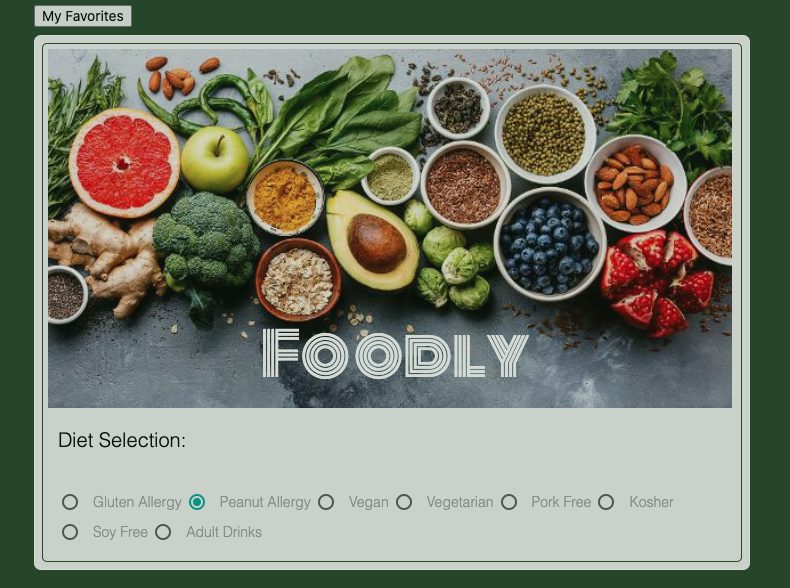 My Favorites
FOODLY
Diet Selection:
Gluten Allergy Peanut Allergy Vegan Vegetarian Pork Free Kosher
Soy Free Adult Drinks